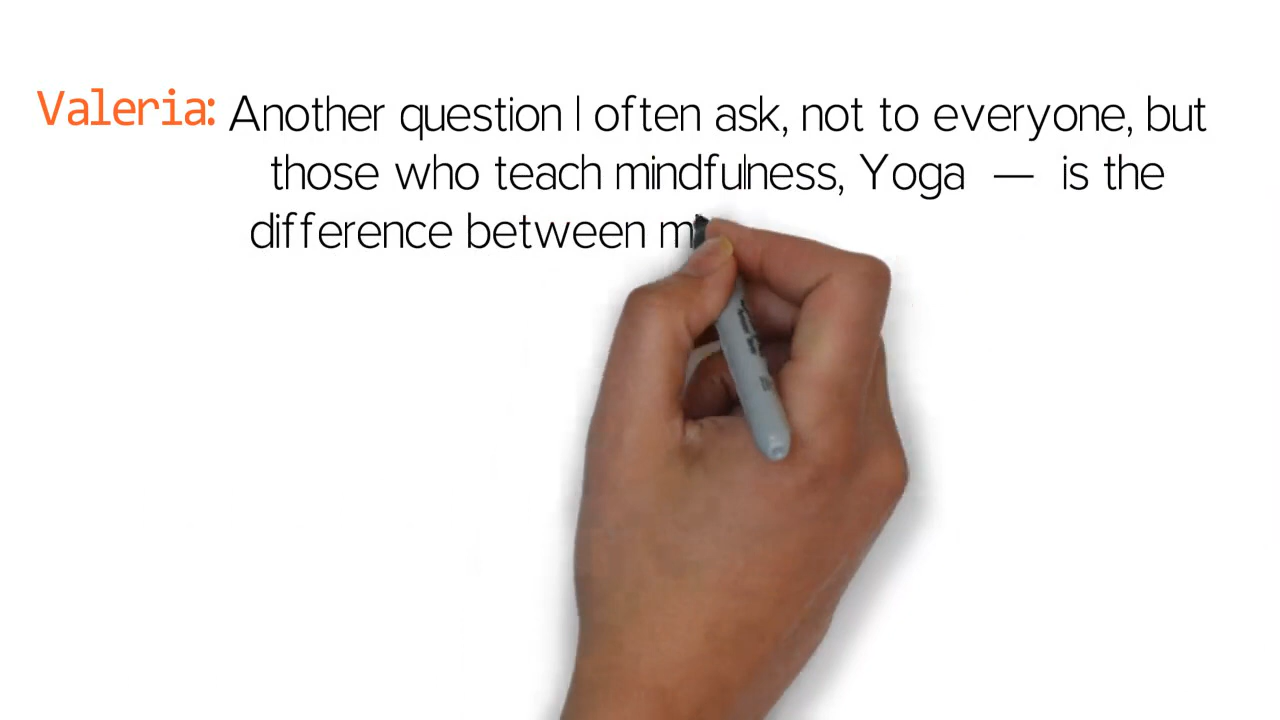 Valeria: Another question I often ask, not to everyone, but
those who teach mindfulness, Yoga — is the
difference between m